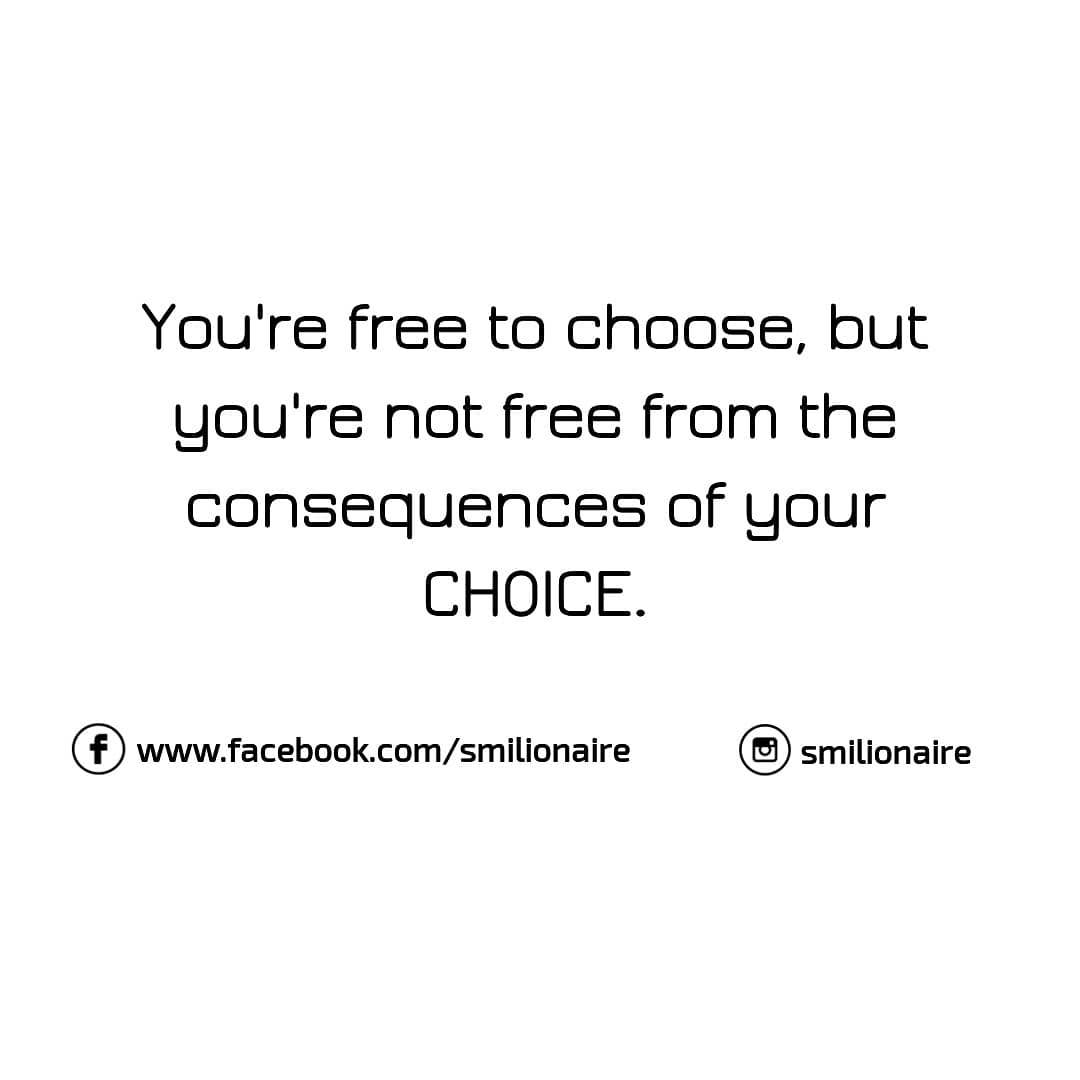 You're free to choose, but
you're not free from the
consequences of your
CHOICE.
www.facebook.com/smilionaire
smilionaire